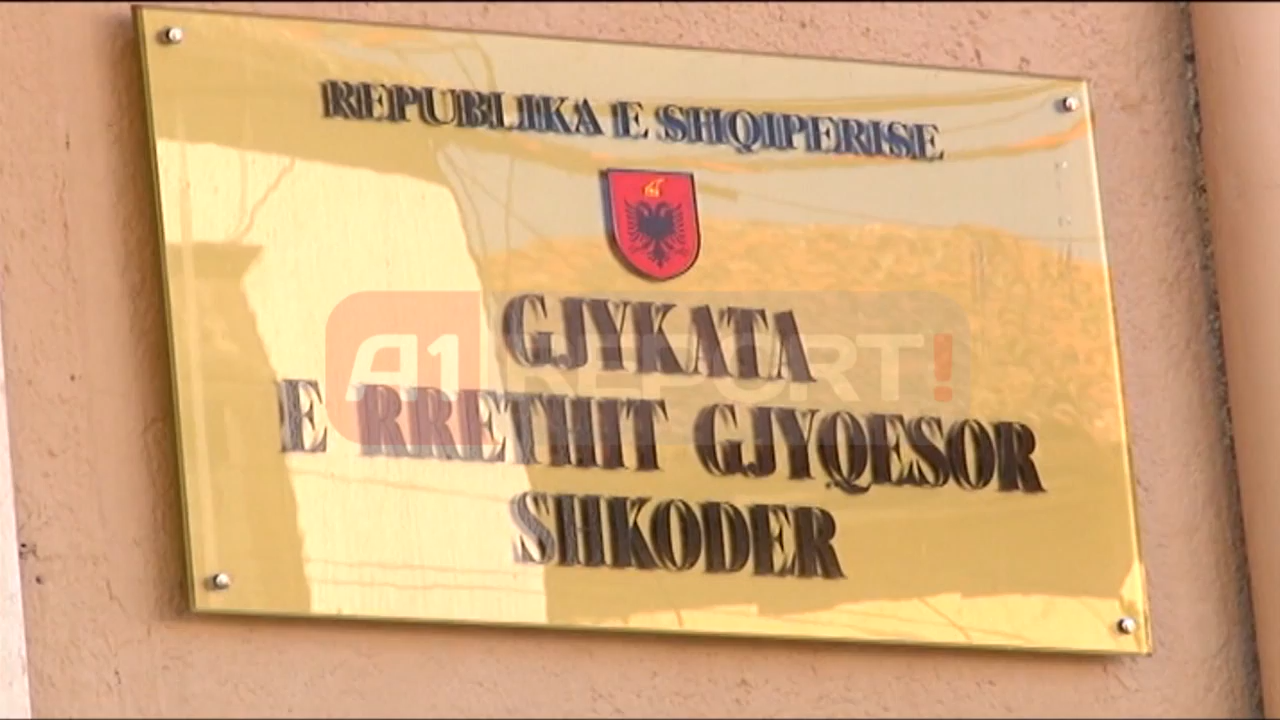 REPUBLIKA E SHQIPERISE
GJYKATA
A1 REPORT!
E RRETHIT GJYQESOR
SHKODER